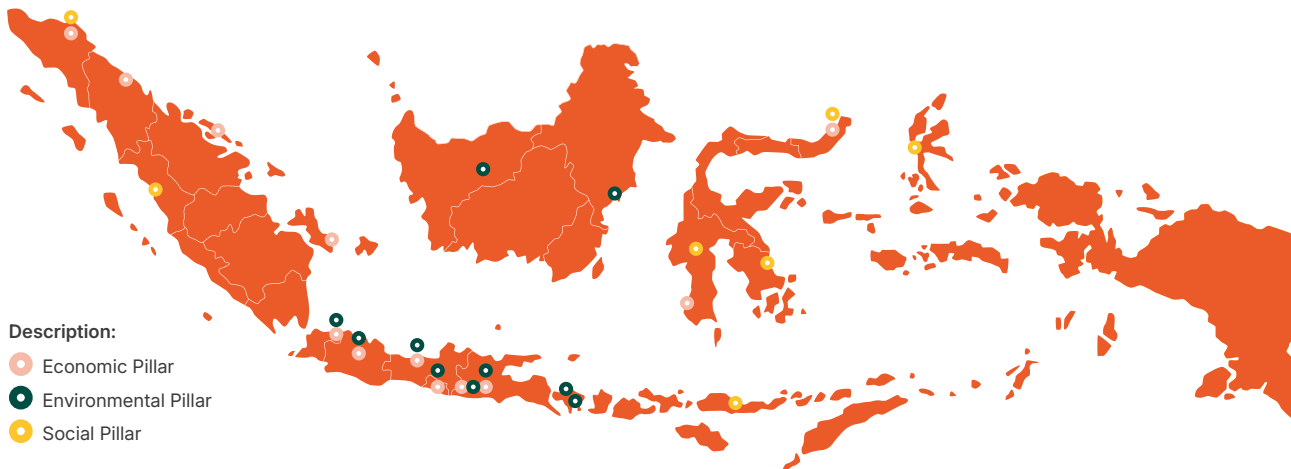 Description:
Economic Pillar
Environmental Pillar
Social Pillar